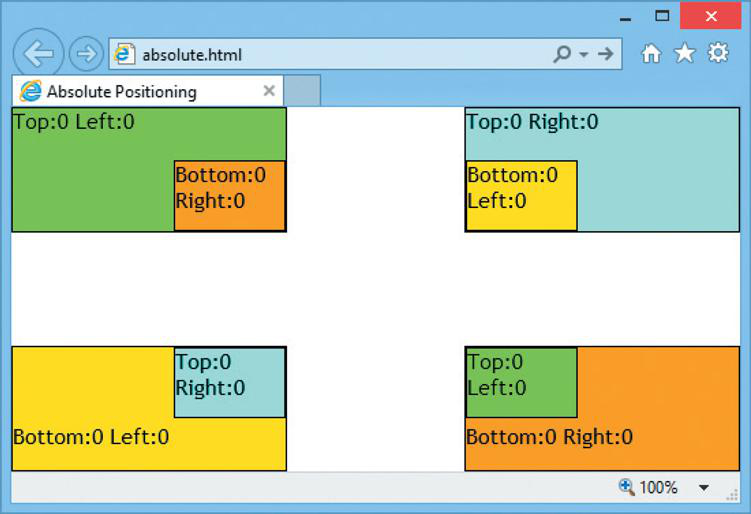 absolute.html
Absolute Positioning
Top:0 Left:0
Bottom:0
Right:0
Top:0 Right:0
Bottom:0
Left:0
Top:0
Right:0
Bottom:0 Left:0
Top:0
Left:0
Bottom:0 Right:0
100%